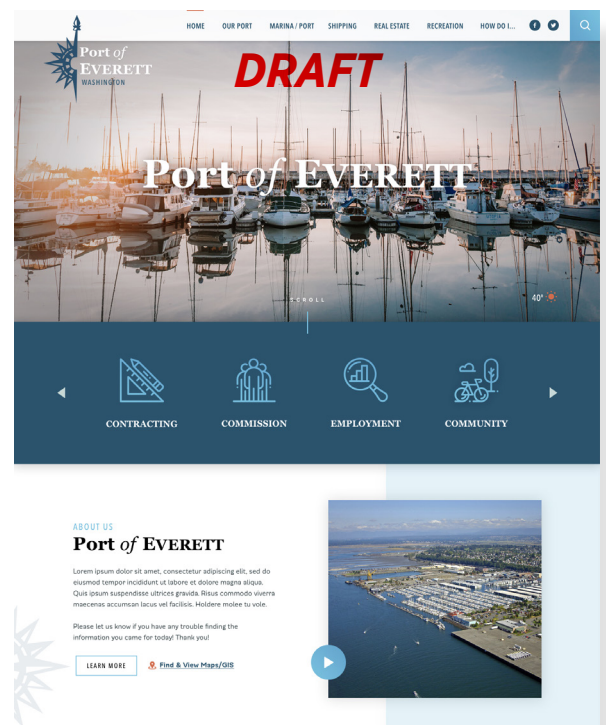 HOME OUR PORT MARINA / PORT SHIPPING REAL ESTATE RECREATION HOW DO I...
Port of
EVERETT
WASHINGTON
DRAFT
Port of EVERETT
SCROLL
40°
CONTRACTING COMMISSION EMPLOYMENT COMMUNITY
ABOUT US
Port of EVERETT
Lorem ipsum dolor sit amet, consectetur adipiscing elit, sed do
eiusmod tempor incididunt ut labore et dolore magna aliqua.
Quis ipsum suspendisse ultrices gravida. Risus commodo viverra
maecenas accumsan lacus vel facilisis. Holdere molee tu vole.
Please let us know if you have any trouble finding the
information you came for today! Thank you!
LEARN MORE Find & View Maps/GIS